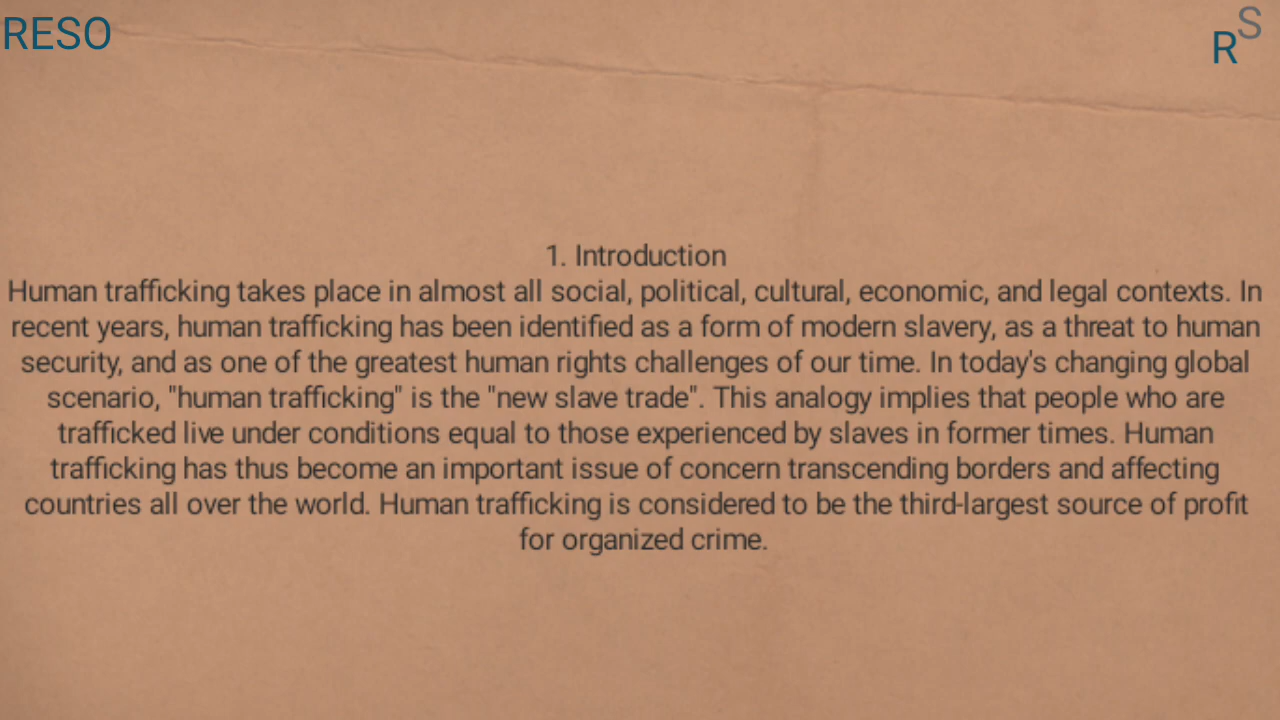 RESO
R S
1. Introduction
Human trafficking takes place in almost all social, political, cultural, economic, and legal contexts. In
recent years, human trafficking has been identified as a form of modern slavery, as a threat to human
security, and as one of the greatest human rights challenges of our time. In today's changing global
scenario, "human trafficking" is the "new slave trade". This analogy implies that people who are
trafficked live under conditions equal to those experienced by slaves in former times. Human
trafficking has thus become an important issue of concern transcending borders and affecting
countries all over the world. Human trafficking is considered to be the third-largest source of profit
for organized crime.